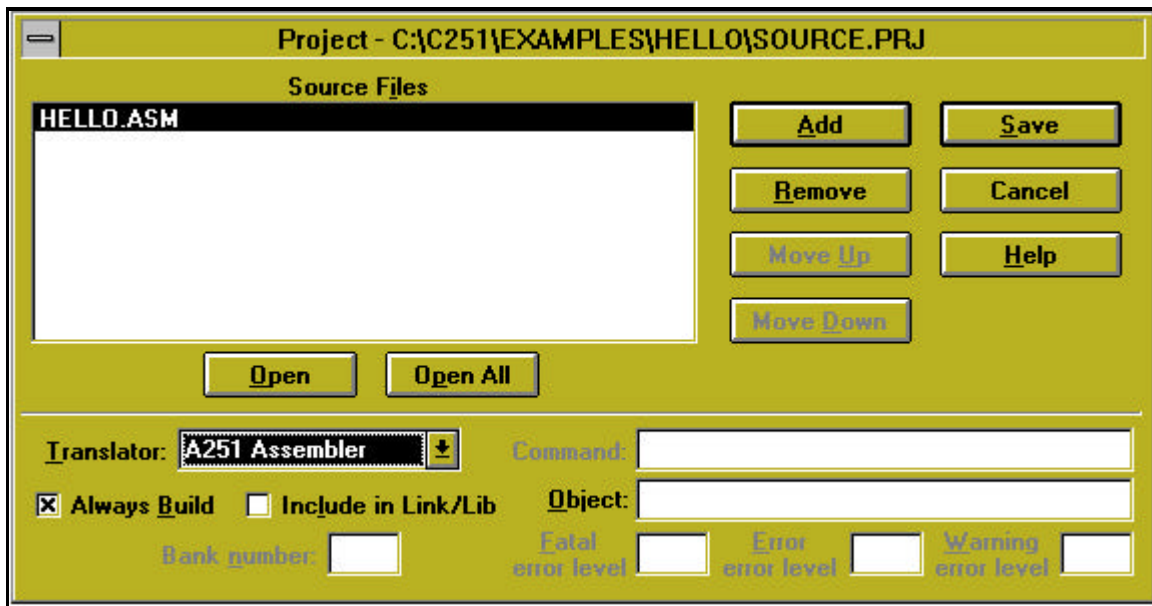 Project - C:\C251\EXAMPLES\HELLO\SOURCE.PRJ
Source Files
HELLO.ASM
Add
Save
Remove
Cancel
Move Up
Help
Move Down
Open
Open All
Translator:
A251 Assembler
Command:
Always Build
Include in Link/Lib
Object:
Bank number:
Fatal
error level
Error
error level
Warning
error level